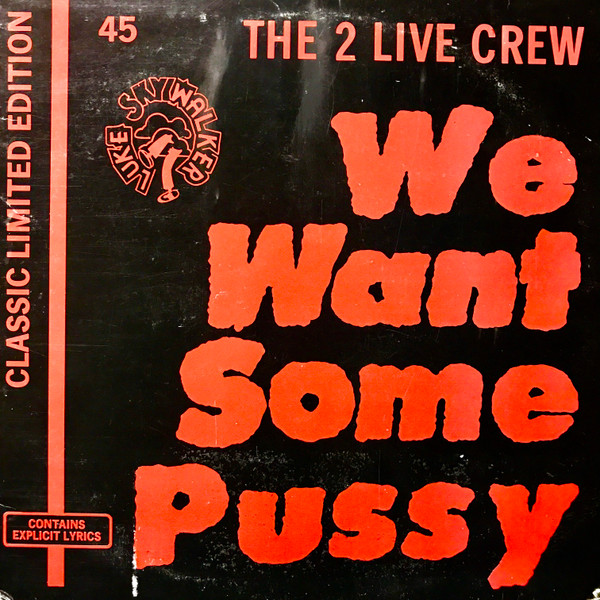 45
THE 2 LIVE CREW
LUKE SKYWALKER
We
Want
Some
Pussy
CLASSIC LIMITED EDITION
CONTAINS
EXPLICIT LYRICS